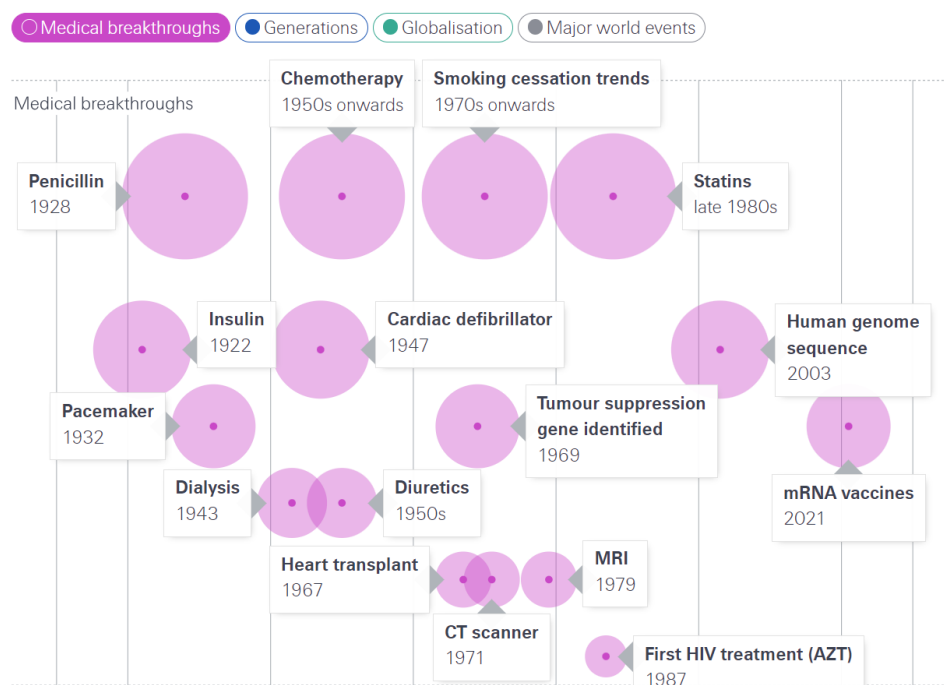 Medical breakthroughs
Generations
Globalisation
Major world events
Medical breakthroughs
Chemotherapy
1950s onwards
Smoking cessation trends
1970s onwards
Penicillin
1928
Statins
late 1980s
Insulin
1922
Cardiac defibrillator
1947
Human genome
sequence
2003
Pacemaker
1932
Tumour suppression
gene identified
1969
Dialysis
1943
Diuretics
1950s
mRNA vaccines
2021
Heart transplant
1967
MRI
1979
CT scanner
1971
First HIV treatment (AZT)
1987